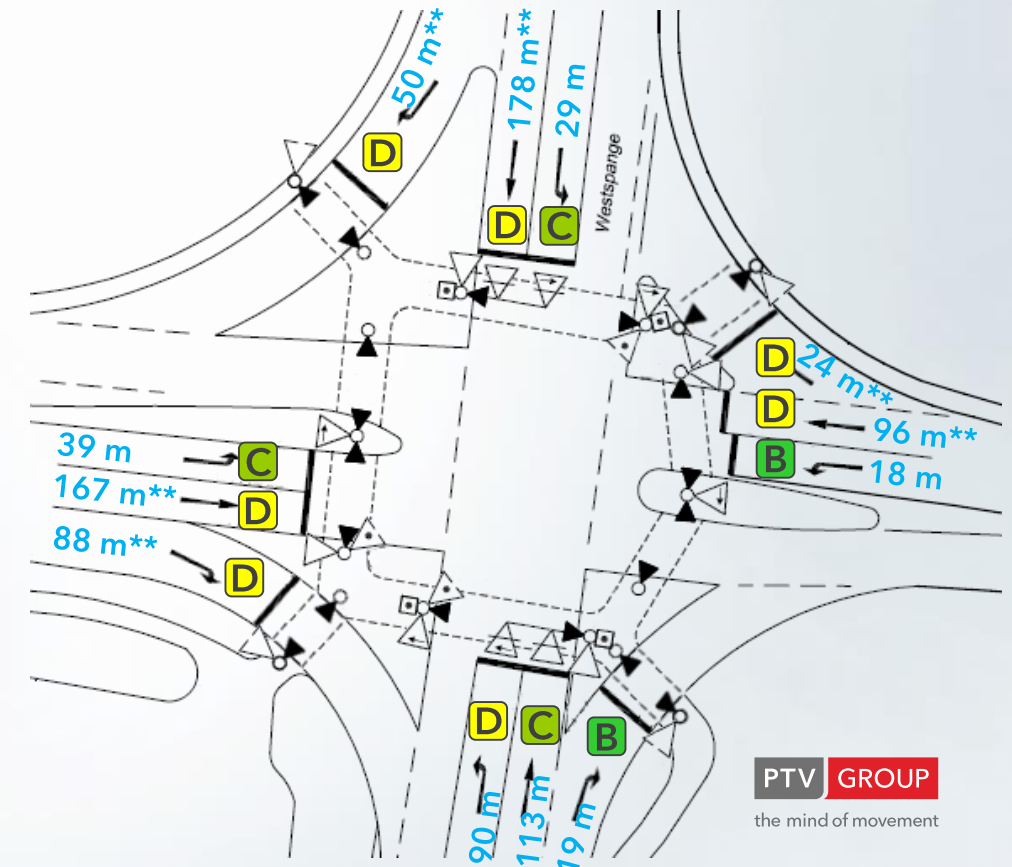 50 m**
178 m**
29 m
Westspange
D
D
C
D
24 m**
D
96 m**
B
18 m
39 m
C
167 m**
D
88 m**
D
D
C
B
90 m
113 m
19 m
PTV GROUP
the mind of movement